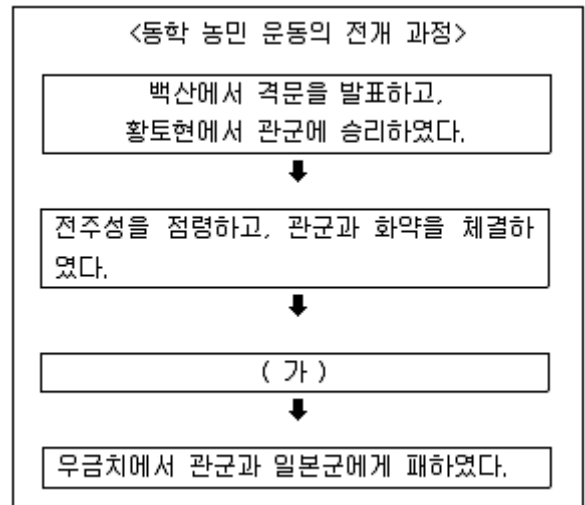 <동학 농민 운동의 전개 과정>
백산에서 격문을 발표하고,
황토현에서 관군에 승리하였다.
전주성을 점령하고, 관군과 화약을 체결하
였다.
( 가 )
우금치에서 관군과 일본군에게 패하였다.